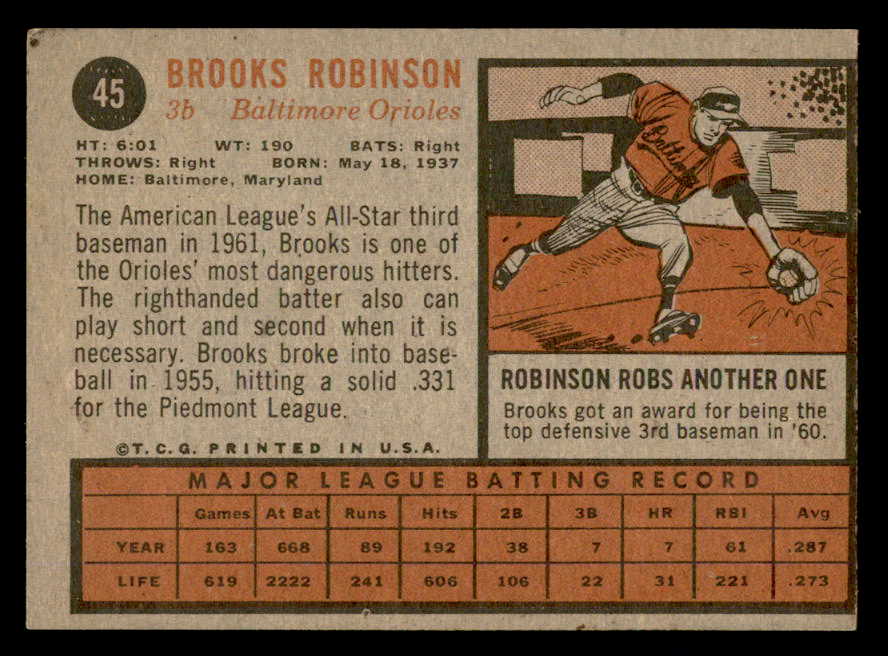 45
BROOKS ROBINSON
3b Baltimore Orioles
HT: 6:01 WT: 190 BATS: Right
THROWS: Right BORN: May 18, 1937
HOME: Baltimore, Maryland
The American League's All-Star third
baseman in 1961, Brooks is one of
the Orioles' most dangerous hitters.
The righthanded batter also can
play short and second when it is
necessary. Brooks broke into base-
ball in 1955, hitting a solid .331
for the Piedmont League.
©T.C.G. PRINTED IN U.S.A.
Baltimore
ROBINSON ROBS ANOTHER ONE
Brooks got an award for being the
top defensive 3rd baseman in '60.
MAJOR LEAGUE BATTING RECORD
Games At Bat Runs Hits 2B 3B HR RBI Avg
YEAR 163 668 89 192 38 7 7 61 .287
LIFE 619 2222 241 606 106 22 31 221 .273